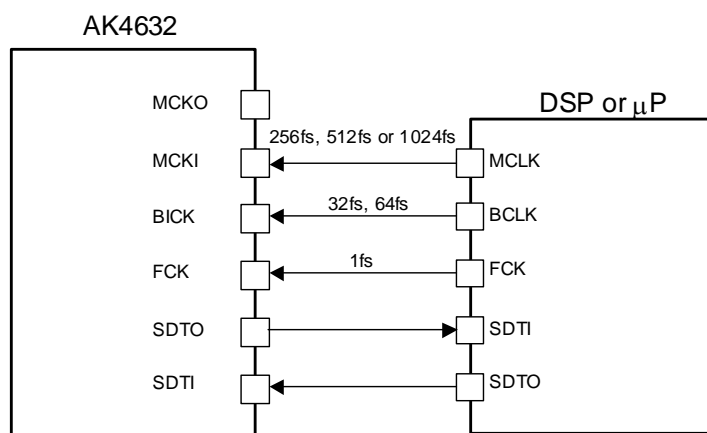 AK4632
DSP or μP
MCKO
256fs, 512fs or 1024fs
MCKI
MCLK
32fs, 64fs
BICK
BCLK
1fs
FCK
FCK
SDTO
SDTI
SDTI
SDTO